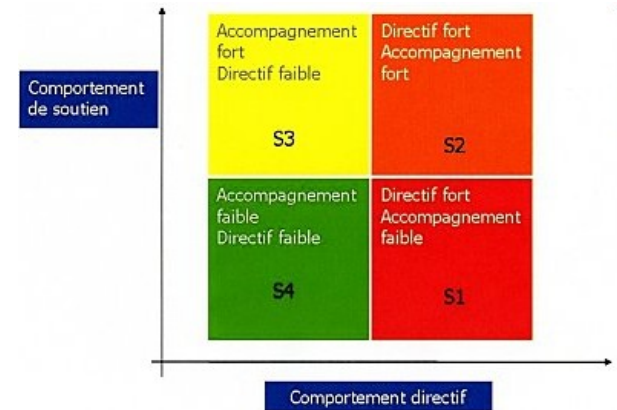 Accompagnement
fort
Directif faible
S3
Directif fort
Accompagnement
fort
S2
Comportement
de soutien
Accompagnement
faible
Directif faible
S4
Directif fort
Accompagnement
faible
S1
Comportement directif